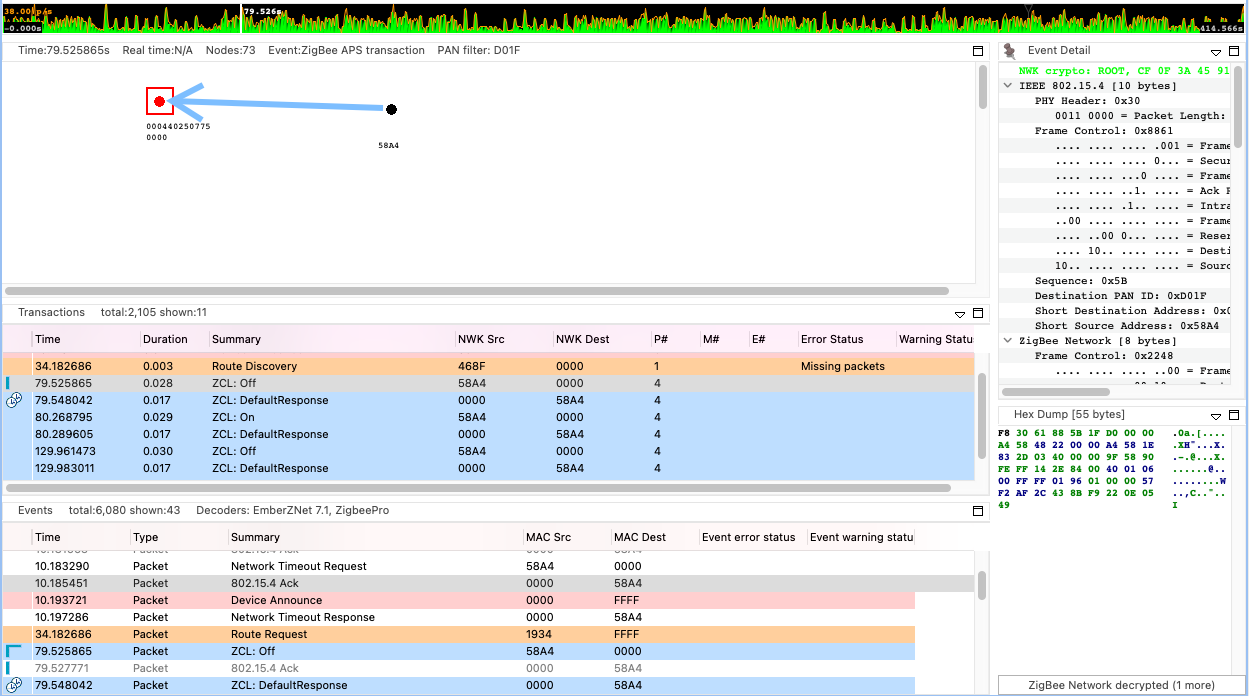 38.000p/s
79.526s
-0.000s
414.566s
Time:79.525865s Real time:N/A Nodes:73 Event:ZigBee APS transaction PAN filter: D01F
000440250775
0000
58A4
Transactions total:2,105 shown:11
Time Duration Summary NWK Src NWK Dest P# M# E# Error Status Warning Statu
34.182686 0.003 Route Discovery 468F 0000 1 Missing packets
79.525865 0.028 ZCL: Off 58A4 0000 4
79.548042 0.017 ZCL: DefaultResponse 0000 58A4 4
80.268795 0.029 ZCL: On 58A4 0000 4
80.289605 0.017 ZCL: DefaultResponse 0000 58A4 4
129.961473 0.030 ZCL: Off 58A4 0000 4
129.983011 0.017 ZCL: DefaultResponse 0000 58A4 4
Events total:6,080 shown:43 Decoders: EmberZNet 7.1, ZigbeePro
Time Type Summary MAC Src MAC Dest Event error status Event warning statu
Packet 802.15.4 Ack 0000 58A4
10.183290 Packet Network Timeout Request 58A4 0000
10.185451 Packet 802.15.4 Ack 0000 58A4
10.193721 Packet Device Announce 0000 FFFF
10.197286 Packet Network Timeout Response 0000 58A4
34.182686 Packet Route Request 1934 FFFF
79.525865 Packet ZCL: Off 58A4 0000
79.527771 Packet 802.15.4 Ack 0000 58A4
79.548042 Packet ZCL: DefaultResponse 0000 58A4
Event Detail
NWK crypto: ROOT, CF 0F 3A 45 91
IEEE 802.15.4 [10 bytes]
PHY Header: 0x30
0011 0000 = Packet Length:
Frame Control: 0x8861
.... .... .... .001 = Frame
.... .... .... 0... = Secur
.... .... ...0 .... = Frame
.... .... ..1. .... = Ack R
.... .... .1.. .... = Intra
..00 .... .... .... = Frame
.... ..00 0... .... = Reser
.... 10.. .... .... = Desti
10.. .... .... .... = Sourc
Sequence: 0x5B
Destination PAN ID: 0xD01F
Short Destination Address: 0x0
Short Source Address: 0x58A4
ZigBee Network [8 bytes]
Frame Control: 0x2248
.... .... .... ..00 = Frame
Hex Dump [55 bytes]
F8 30 61 88 5B 1F D0 00 00 .0a.[....
A4 58 48 22 00 00 A4 58 1E .XH"...X.
83 2D 03 40 00 00 9F 58 90 .-.@...X.
FE FF 14 2E 84 00 40 01 06 ......@..
00 FF FF 01 96 01 00 00 57 ........W
F2 AF 2C 43 8B F9 22 0E 05 ..,C.."..
49 I
ZigBee Network decrypted (1 more)